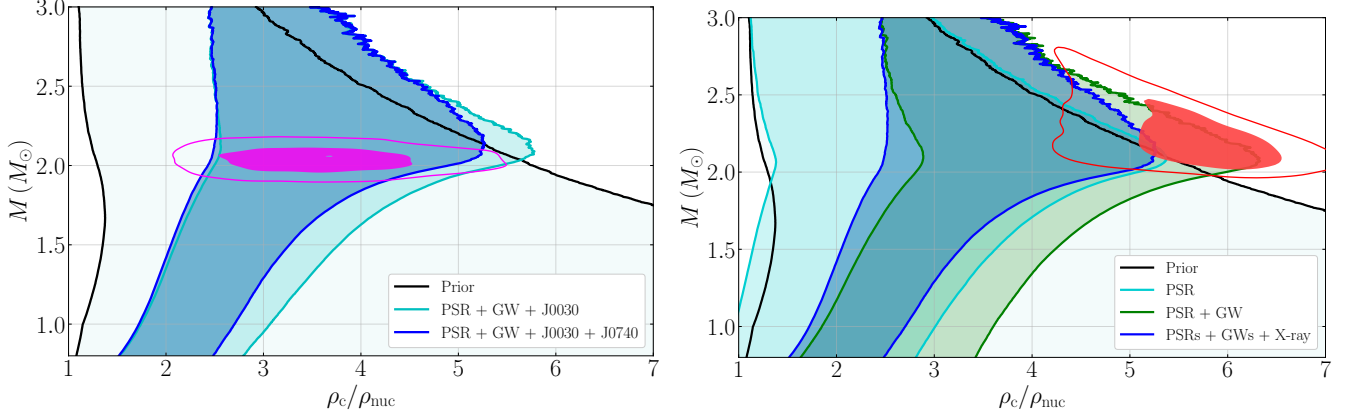 3.0
2.5
2.0
1.5
1.0
M (M⊙)
1 2 3 4 5 6 7
ρc/ρnuc
Prior
PSR + GW + J0030
PSR + GW + J0030 + J0740
3.0
2.5
2.0
1.5
1.0
M (M⊙)
1 2 3 4 5 6 7
ρc/ρnuc
Prior
PSR
PSR + GW
PSRs + GWs + X-ray